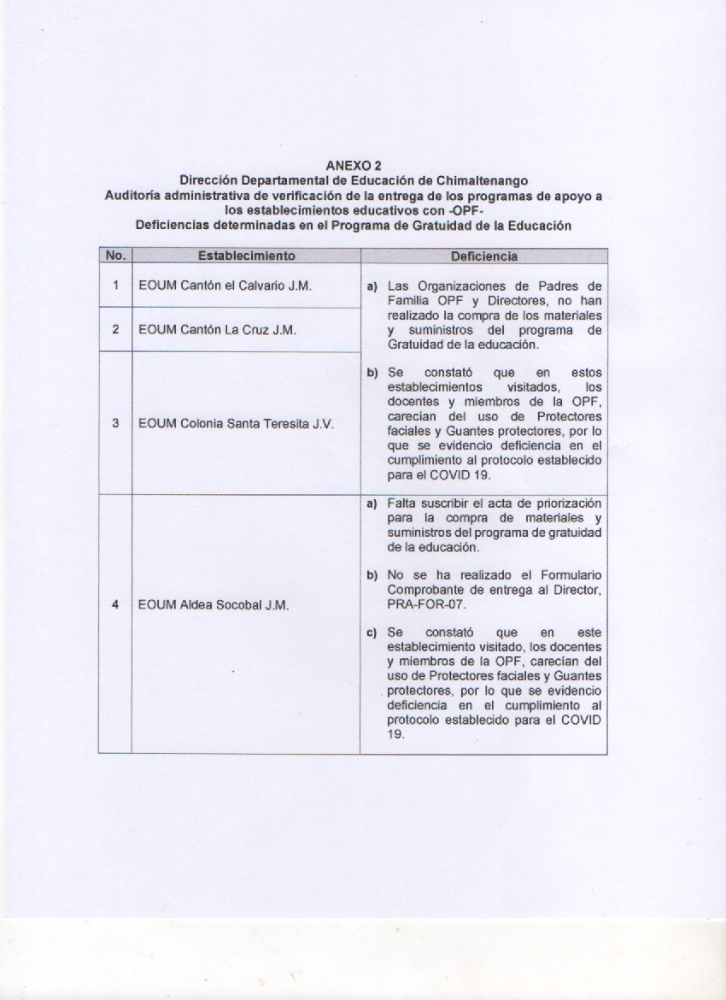 ANEXO 2
Dirección Departamental de Educación de Chimaltenango
Auditoría administrativa de verificación de la entrega de los programas de apoyo a
los establecimientos educativos con -OPF-
Deficiencias determinadas en el Programa de Gratuidad de la Educación
No. Establecimiento Deficiencia
1 EOUM Cantón el Calvario J.M.
2 EOUM Cantón La Cruz J.M.
3 EOUM Colonia Santa Teresita J.V.
a) Las Organizaciones de Padres de
Familia OPF y Directores, no han
realizado la compra de los materiales
y suministros del programa de
Gratuidad de la educación.
b) Se constató que en estos
establecimientos visitados, los
docentes y miembros de la OPF,
carecían del uso de Protectores
faciales y Guantes protectores, por lo
que se evidencio deficiencia en el
cumplimiento al protocolo establecido
para el COVID 19.
4 EOUM Aldea Socobal J.M.
a) Falta suscribir el acta de priorización
para la compra de materiales y
suministros del programa de gratuidad
de la educación.
b) No se ha realizado el Formulario
Comprobante de entrega al Director,
PRA-FOR-07.
c) Se constató que en este
establecimiento visitado, los docentes
y miembros de la OPF, carecían del
uso de Protectores faciales y Guantes
protectores, por lo que se evidencio
deficiencia en el cumplimiento al
protocolo establecido para el COVID
19.